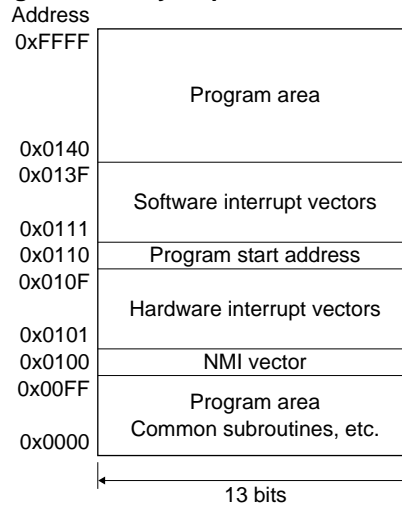 Address
0xFFFF
Program area
0x0140
0x013F
Software interrupt vectors
0x0111
0x0110 Program start address
0x010F
Hardware interrupt vectors
0x0101
0x0100 NMI vector
0x00FF
Program area
Common subroutines, etc.
0x0000
13 bits